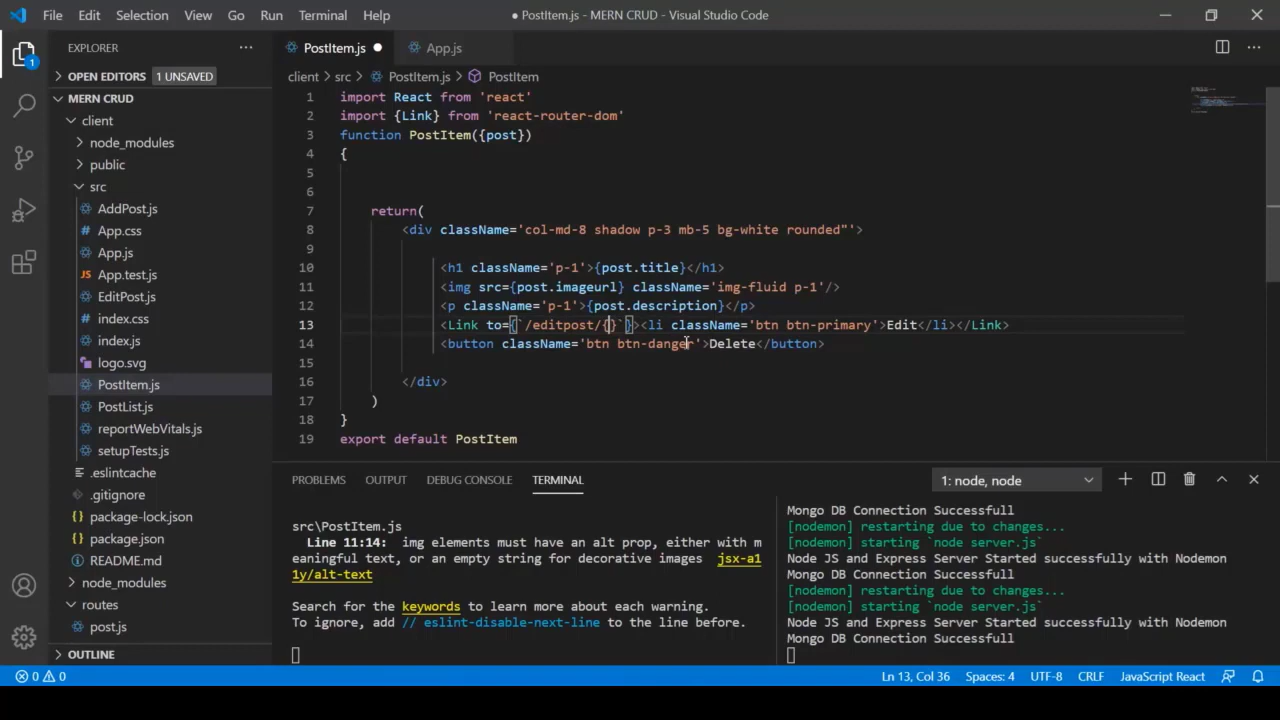 File Edit Selection View Go Run Terminal Help
● PostItem.js - MERN CRUD - Visual Studio Code
EXPLORER
OPEN EDITORS 1 UNSAVED
MERN CRUD
client
node_modules
public
src
AddPost.js
App.css
App.js
App.test.js
EditPost.js
index.css
index.js
logo.svg
PostItem.js
PostList.js
reportWebVitals.js
setupTests.js
.eslintcache
.gitignore
package-lock.json
package.json
README.md
node_modules
routes
post.js
OUTLINE
1
PostItem.js ● App.js
client > src > PostItem.js > PostItem
1 import React from 'react'
2 import {Link} from 'react-router-dom'
3 function PostItem({post})
4 {
5
6
7 return(
8 <div className='col-md-8 shadow p-3 mb-5 bg-white rounded"'>
9
10 <h1 className='p-1'>{post.title}</h1>
11 <img src={post.imageurl} className='img-fluid p-1'/>
12 <p className='p-1'>{post.description}</p>
13 <Link to={`/editpost/{}`}><li className='btn btn-primary'>Edit</li></Link>
14 <button className='btn btn-danger'>Delete</button>
15
16 </div>
17 )
18 }
19 export default PostItem
PROBLEMS OUTPUT DEBUG CONSOLE TERMINAL
1: node, node
src\PostItem.js
Line 11:14: img elements must have an alt prop, either with m
eaningful text, or an empty string for decorative images jsx-a1
1y/alt-text
Search for the keywords to learn more about each warning.
To ignore, add // eslint-disable-next-line to the line before.
Mongo DB Connection Successfull
[nodemon] restarting due to changes...
[nodemon] starting `node server.js`
Node JS and Express Server Started successfully with Nodemon
Mongo DB Connection Successfull
[nodemon] restarting due to changes...
[nodemon] starting `node server.js`
Node JS and Express Server Started successfully with Nodemon
Mongo DB Connection Successfull
0 0
Ln 13, Col 36 Spaces: 4 UTF-8 CRLF JavaScript React